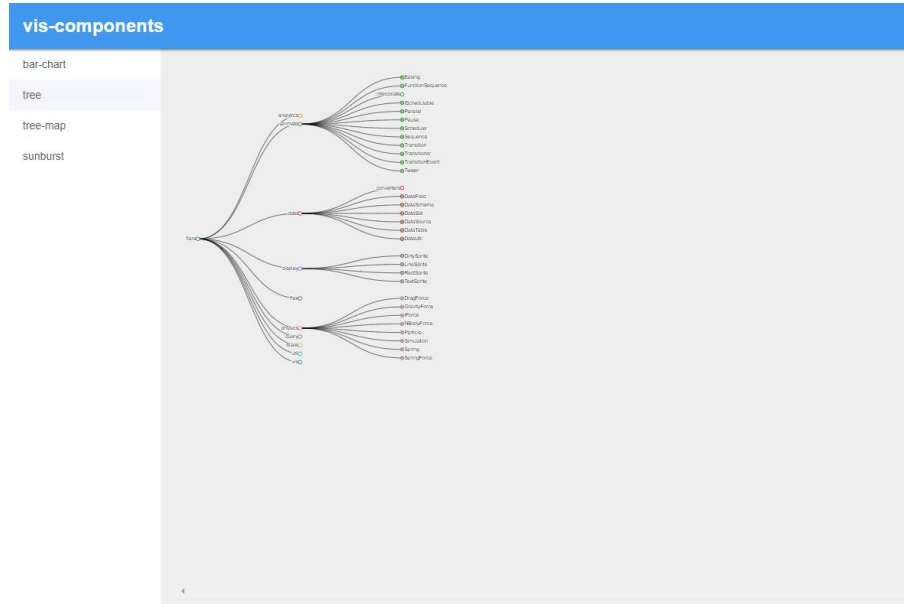 vis-components
bar-chart
tree
tree-map
sunburst
Easing
FunctionSequence
interpolate
ISchedulable
Parallel
Pause
Scheduler
Sequence
Transition
Transitioner
TransitionEvent
Tween
analytics
animate
converters
DataField
DataSchema
DataSet
DataSource
DataTable
DataUtil
data
flare
DirtySprite
LineSprite
RectSprite
TextSprite
display
flex
DragForce
GravityForce
IForce
NBodyForce
Particle
Simulation
Spring
SpringForce
physics
query
scale
util
vis